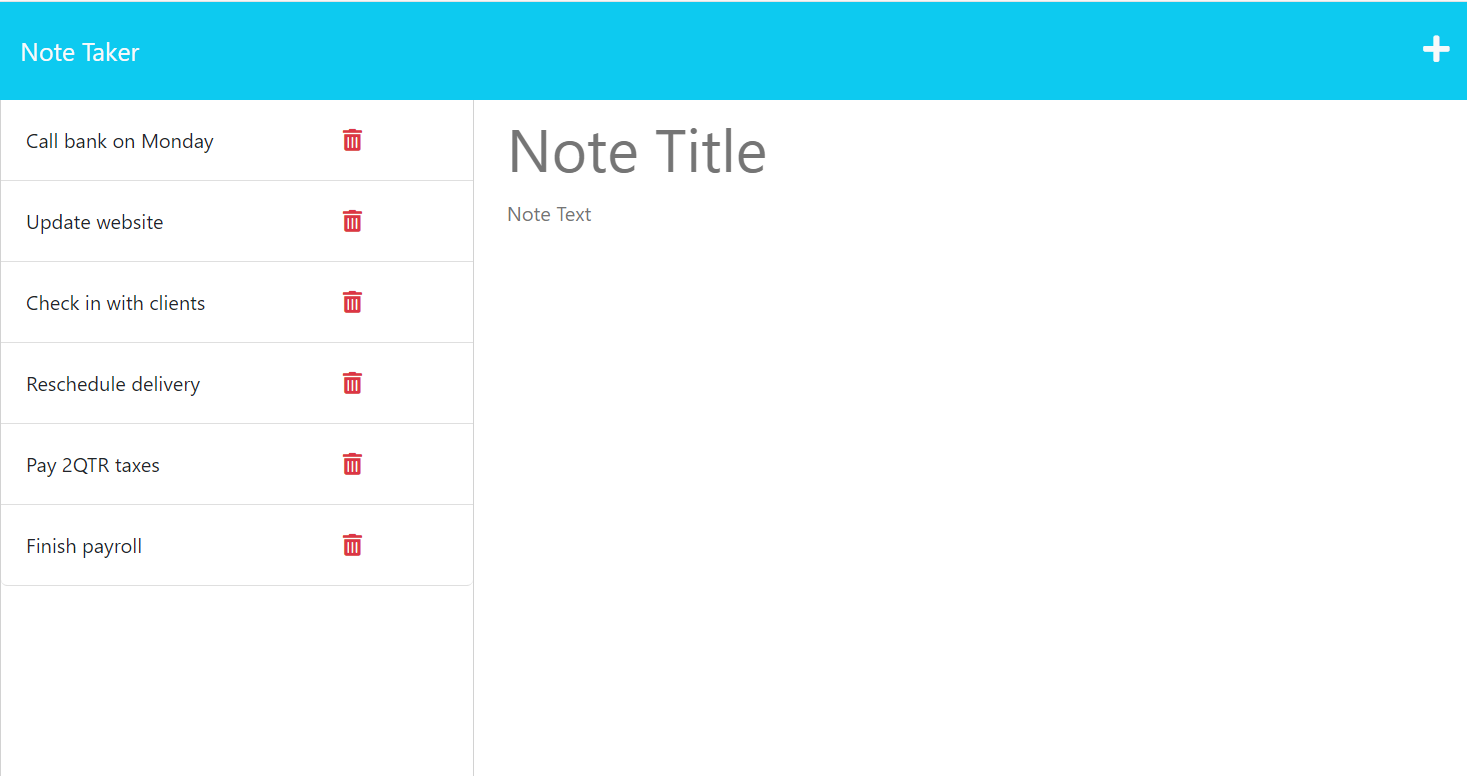 Note Taker
Call bank on Monday
Update website
Check in with clients
Reschedule delivery
Pay 2QTR taxes
Finish payroll
Note Title
Note Text